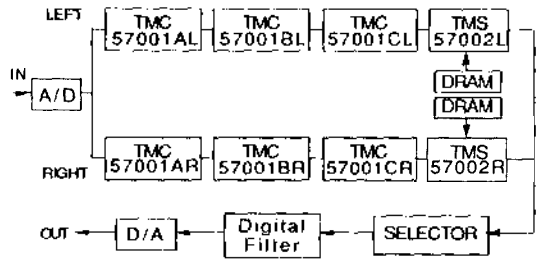 LEFT
TMC
57001AL
TMC
57001BL
TMC
57001CL
TMS
57002L
IN
A/D
DRAM
DRAM
RIGHT
TMC
57001AR
TMC
57001BR
TMC
57001CR
TMS
57002R
OUT
D/A
Digital
Filter
SELECTOR